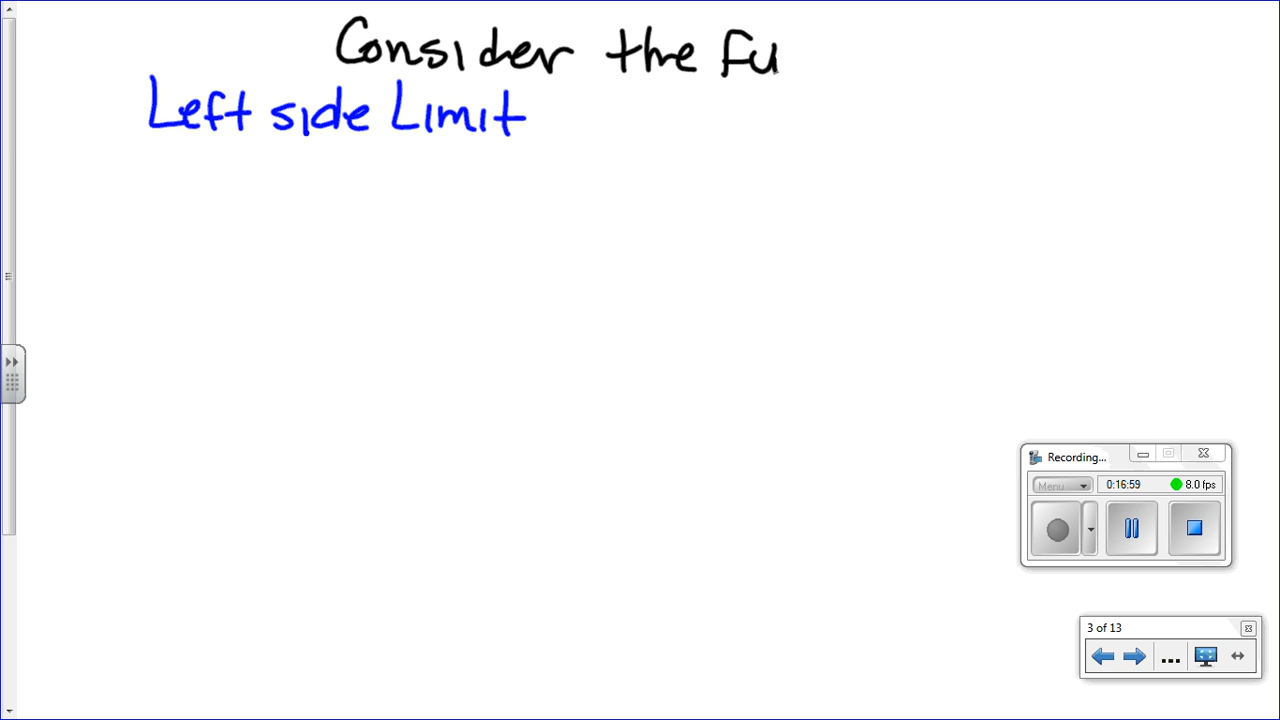 Consider the Fu
Left side Limit
Recording...
Menu
0:16:59
8.0 fps
3 of 13
...